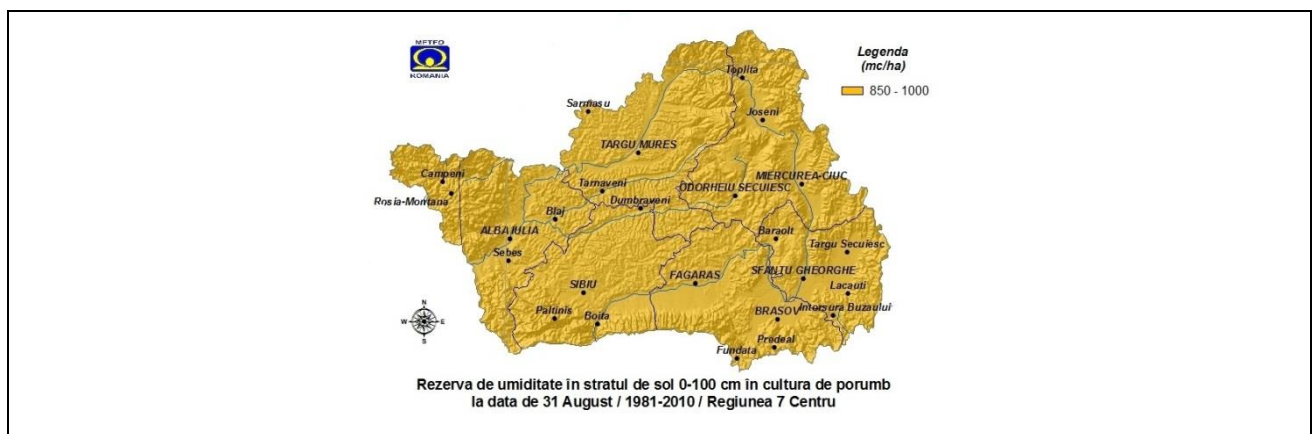 METEO
ROMANIA
Legenda
(mc/ha)
850 - 1000
Toplita
Sarmasu
Joseni
TARGU MURES
Campeni
MIERCUREA-CIUC
Tarnaveni
ODORHEIU SECUIESC
Rosia-Montana
Dumbraveni
Blaj
ALBA IULIA
Baraolt
Targu Secuiesc
Sebes
FAGARAS
SFANTU GHEORGHE
SIBIU
Lacauti
Intorsura Buzaului
Paltinis
Boita
BRASOV
Predeal
Fundata
N
W
E
S
Rezerva de umiditate în stratul de sol 0-100 cm în cultura de porumb
la data de 31 August / 1981-2010 / Regiunea 7 Centru